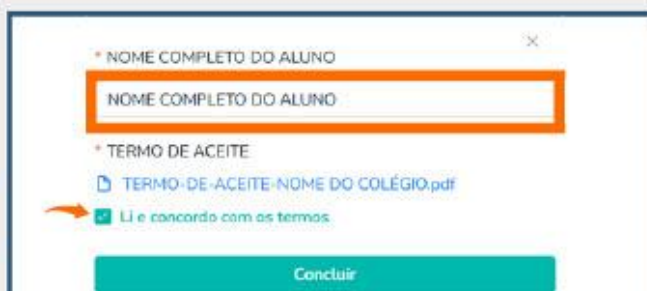 * NOME COMPLETO DO ALUNO
NOME COMPLETO DO ALUNO
* TERMO DE ACEITE
TERMO-DE-ACEITE-NOME DO COLÉGIO.pdf
Li e concordo com os termos
Concluir